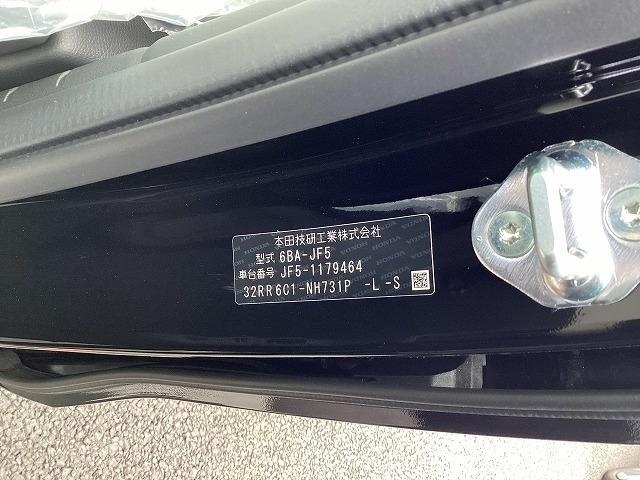 本田技研工業株式会社
型式 6BA-JF5
車台番号 JF5-1179464
32RR6C1-NH731P -L-S